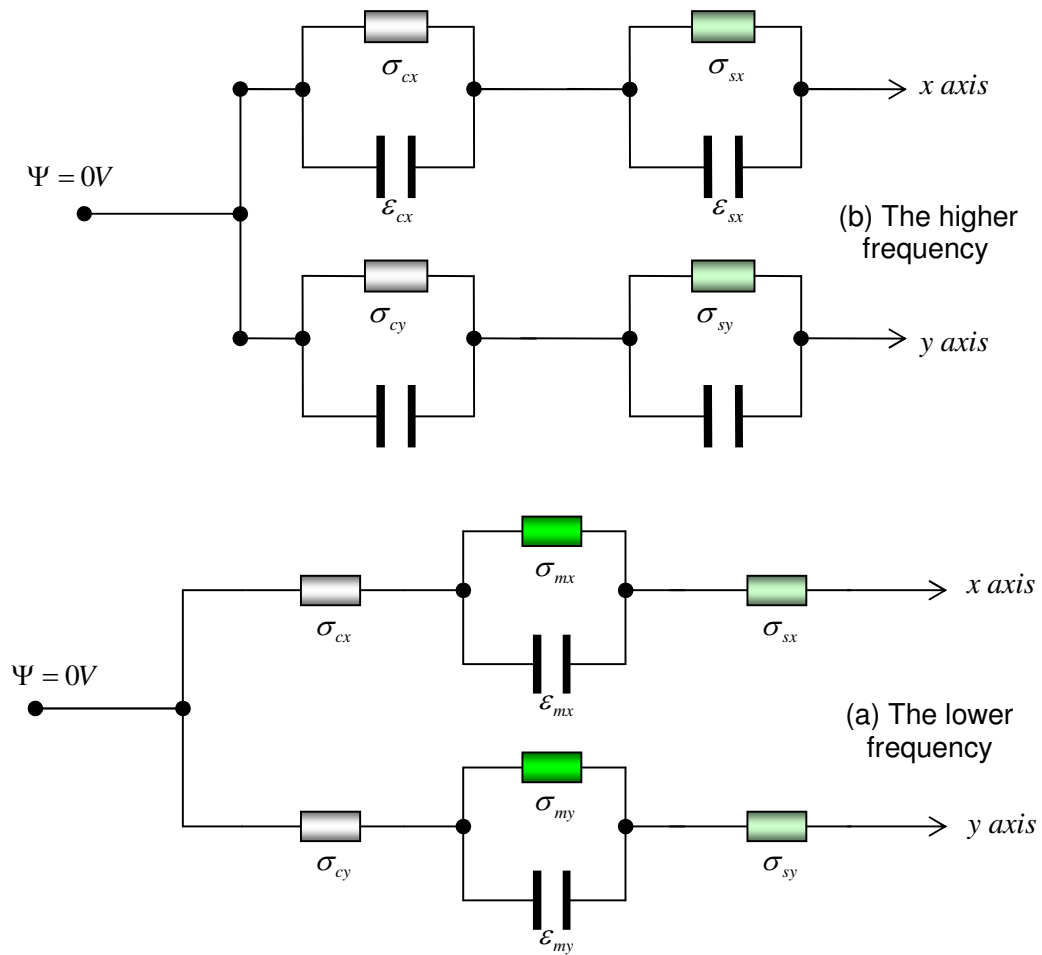 σcx
σsx
x axis
Ψ = 0V
εcx
εsx
(b) The higher
frequency
σcy
σsy
y axis
σmx
x axis
σcx
σsx
Ψ = 0V
εmx
(a) The lower
frequency
σmy
y axis
σcy
σsy
εmy